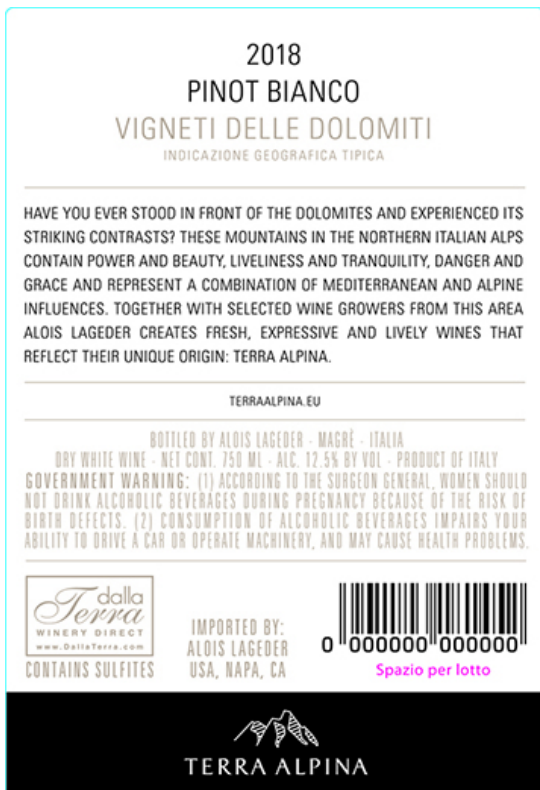 2018
PINOT BIANCO
VIGNETI DELLE DOLOMITI
INDICAZIONE GEOGRAFICA TIPICA
HAVE YOU EVER STOOD IN FRONT OF THE DOLOMITES AND EXPERIENCED ITS
STRIKING CONTRASTS? THESE MOUNTAINS IN THE NORTHERN ITALIAN ALPS
CONTAIN POWER AND BEAUTY, LIVELINESS AND TRANQUILITY, DANGER AND
GRACE AND REPRESENT A COMBINATION OF MEDITERRANEAN AND ALPINE
INFLUENCES. TOGETHER WITH SELECTED WINE GROWERS FROM THIS AREA
ALOIS LAGEDER CREATES FRESH, EXPRESSIVE AND LIVELY WINES THAT
REFLECT THEIR UNIQUE ORIGIN: TERRA ALPINA.
TERRAALPINA.EU
BOTTLED BY ALOIS LAGEDER - MAGRÈ - ITALIA
DRY WHITE WINE - NET CONT. 750 ML - ALC. 12.5% BY VOL - PRODUCT OF ITALY
GOVERNMENT WARNING: (1) ACCORDING TO THE SURGEON GENERAL, WOMEN SHOULD
NOT DRINK ALCOHOLIC BEVERAGES DURING PREGNANCY BECAUSE OF THE RISK OF
BIRTH DEFECTS. (2) CONSUMPTION OF ALCOHOLIC BEVERAGES IMPAIRS YOUR
ABILITY TO DRIVE A CAR OR OPERATE MACHINERY, AND MAY CAUSE HEALTH PROBLEMS.
dalla
Terra
WINERY DIRECT
www.DallaTerra.com
CONTAINS SULFITES
IMPORTED BY:
ALOIS LAGEDER
USA, NAPA, CA
0 000000 000000
Spazio per lotto
TERRA ALPINA